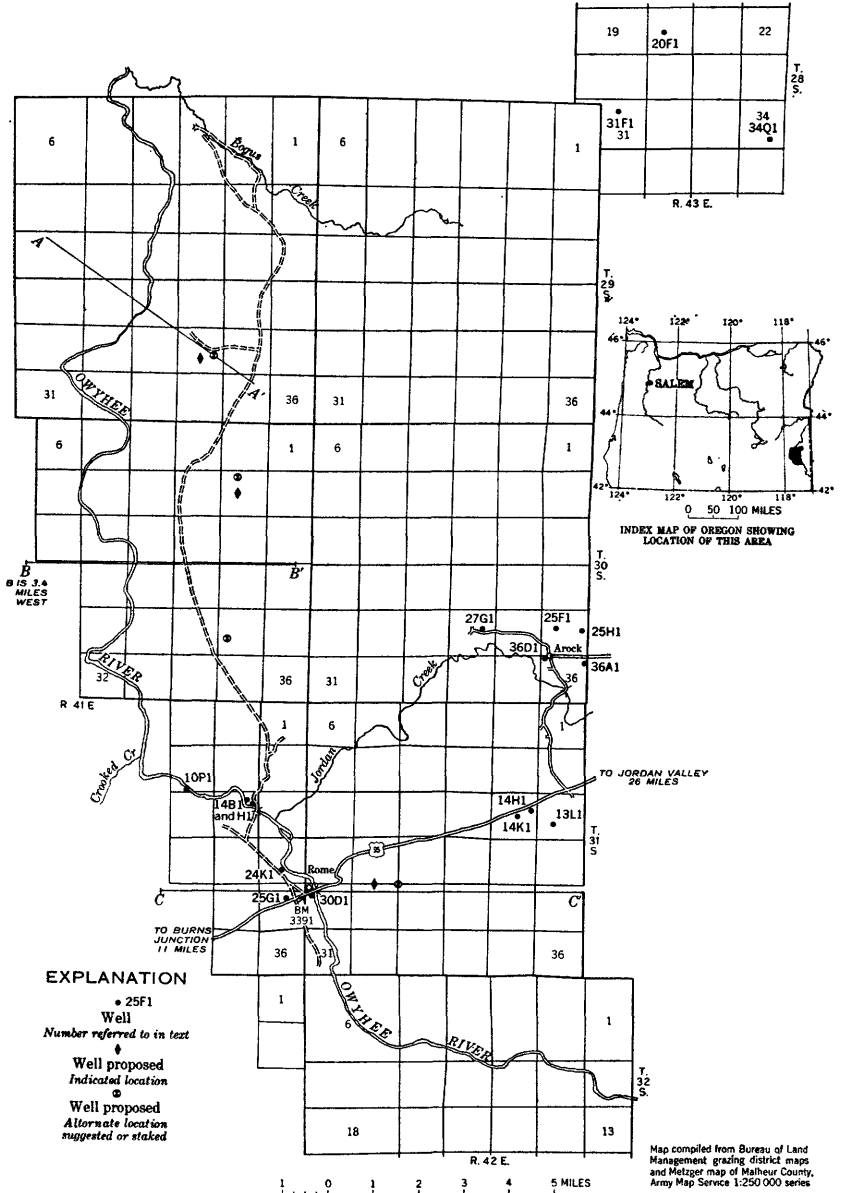 19
20F1
22
T.
28
S.
31F1
31
34
34Q1
R. 43 E.
6
Bogus
Creek
1
6
1
A
A'
T.
29
S.
31
OWYHEE
36
31
36
124°
122°
120°
118°
46°
46°
SALEM
44°
44°
42°
42°
124°
122°
120°
118°
0 50 100 MILES
INDEX MAP OF OREGON SHOWING
LOCATION OF THIS AREA
6
1
6
1
B
B'
B IS 3.4
MILES
WEST
T.
30
S.
27G1
25F1
25H1
36D1
Arock
36A1
36
RIVER
32
36
31
R 41 E
1
6
Creek
Jordan
1
Crooked Cr
10P1
14B1
and H1
TO JORDAN VALLEY
26 MILES
14H1
14K1
13L1
T.
31
S
95
24K1
Rome
C
C'
25G1
30D1
BM
3391
TO BURNS
JUNCTION
11 MILES
36
31
36
1
OWYHEE
6
RIVER
1
T.
32
S.
18
13
R. 42 E.
EXPLANATION
25F1
Well
Number referred to in text
Well proposed
Indicated location
Well proposed
Alternate location
suggested or staked
Map compiled from Bureau of Land
Management grazing district maps
and Metzger map of Malheur County,
Army Map Service 1:250 000 series
1 0 1 2 3 4 5 MILES